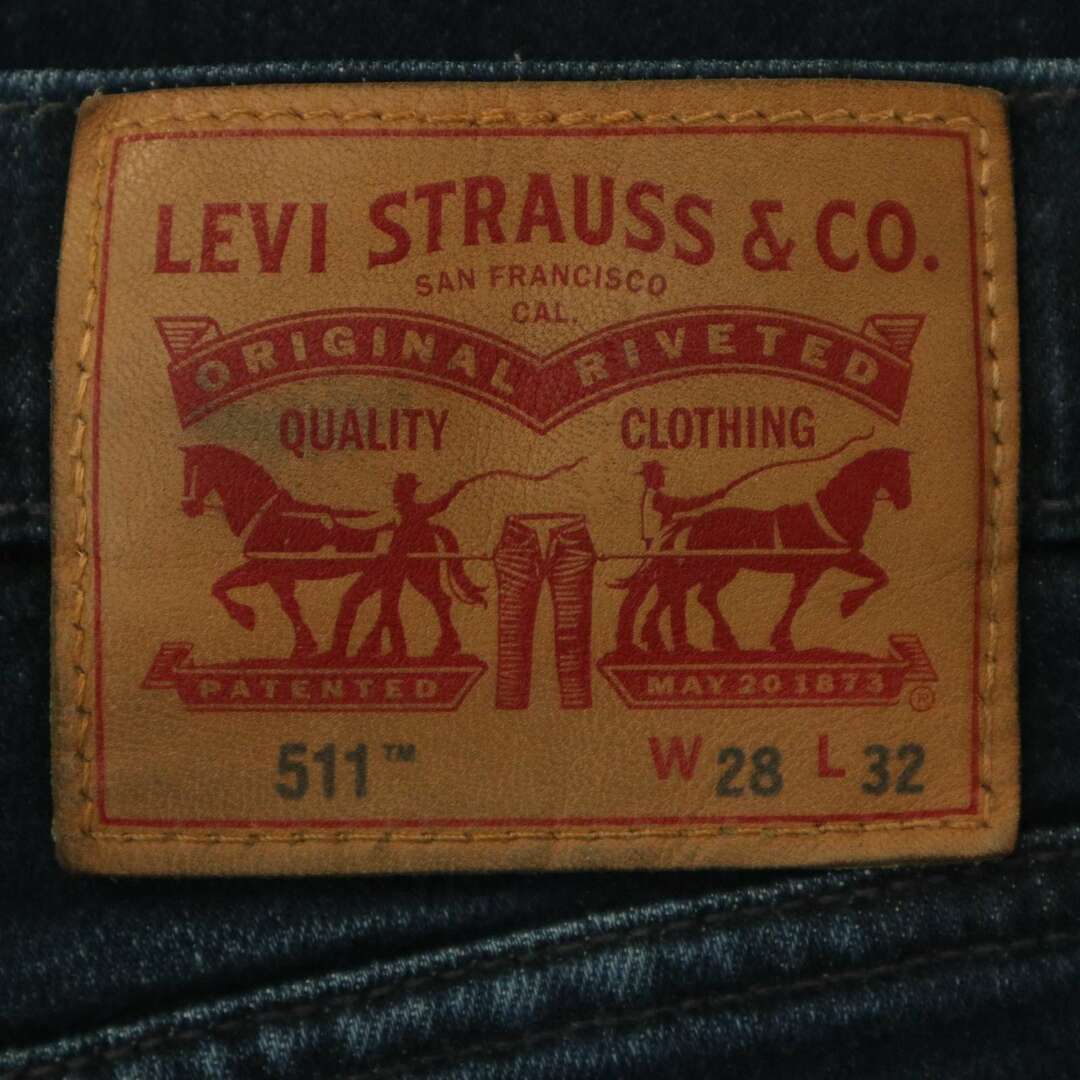 LEVI STRAUSS & CO.
SAN FRANCISCO
CAL.
ORIGINAL RIVETED
QUALITY CLOTHING
PATENTED MAY 20 1873 ®
511™ W 28 L 32